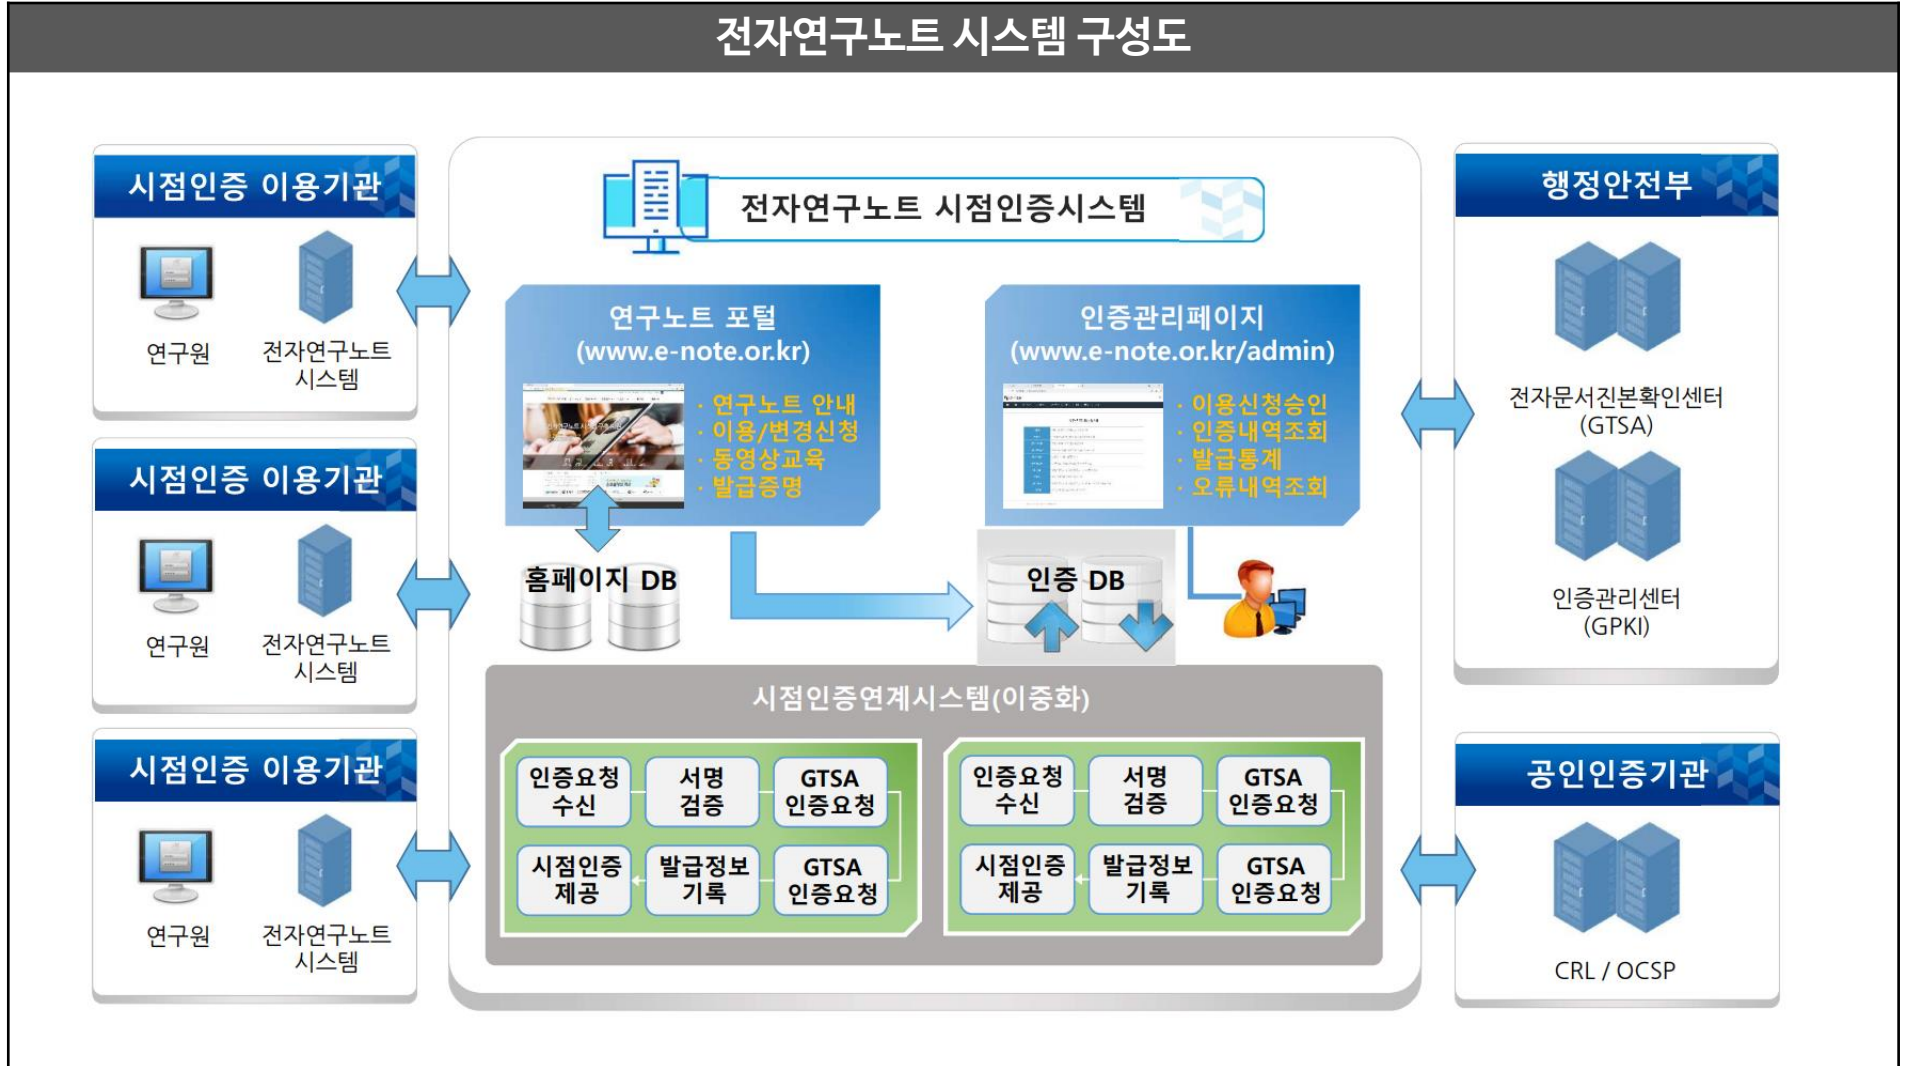 전자연구노트 시스템 구성도
시점인증 이용기관
연구원
전자연구노트
시스템
시점인증 이용기관
연구원
전자연구노트
시스템
시점인증 이용기관
연구원
전자연구노트
시스템
전자연구노트 시점인증시스템
연구노트 포털
(www.e-note.or.kr)
· 연구노트 안내
· 이용/변경신청
· 동영상교육
· 발급증명
인증관리페이지
(www.e-note.or.kr/admin)
· 이용신청승인
· 인증내역조회
· 발급통계
· 오류내역조회
홈페이지 DB
인증 DB
시점인증연계시스템(이중화)
인증요청
수신
서명
검증
GTSA
인증요청
시점인증
제공
발급정보
기록
GTSA
인증요청
인증요청
수신
서명
검증
GTSA
인증요청
시점인증
제공
발급정보
기록
GTSA
인증요청
행정안전부
전자문서진본확인센터
(GTSA)
인증관리센터
(GPKI)
공인인증기관
CRL / OCSP